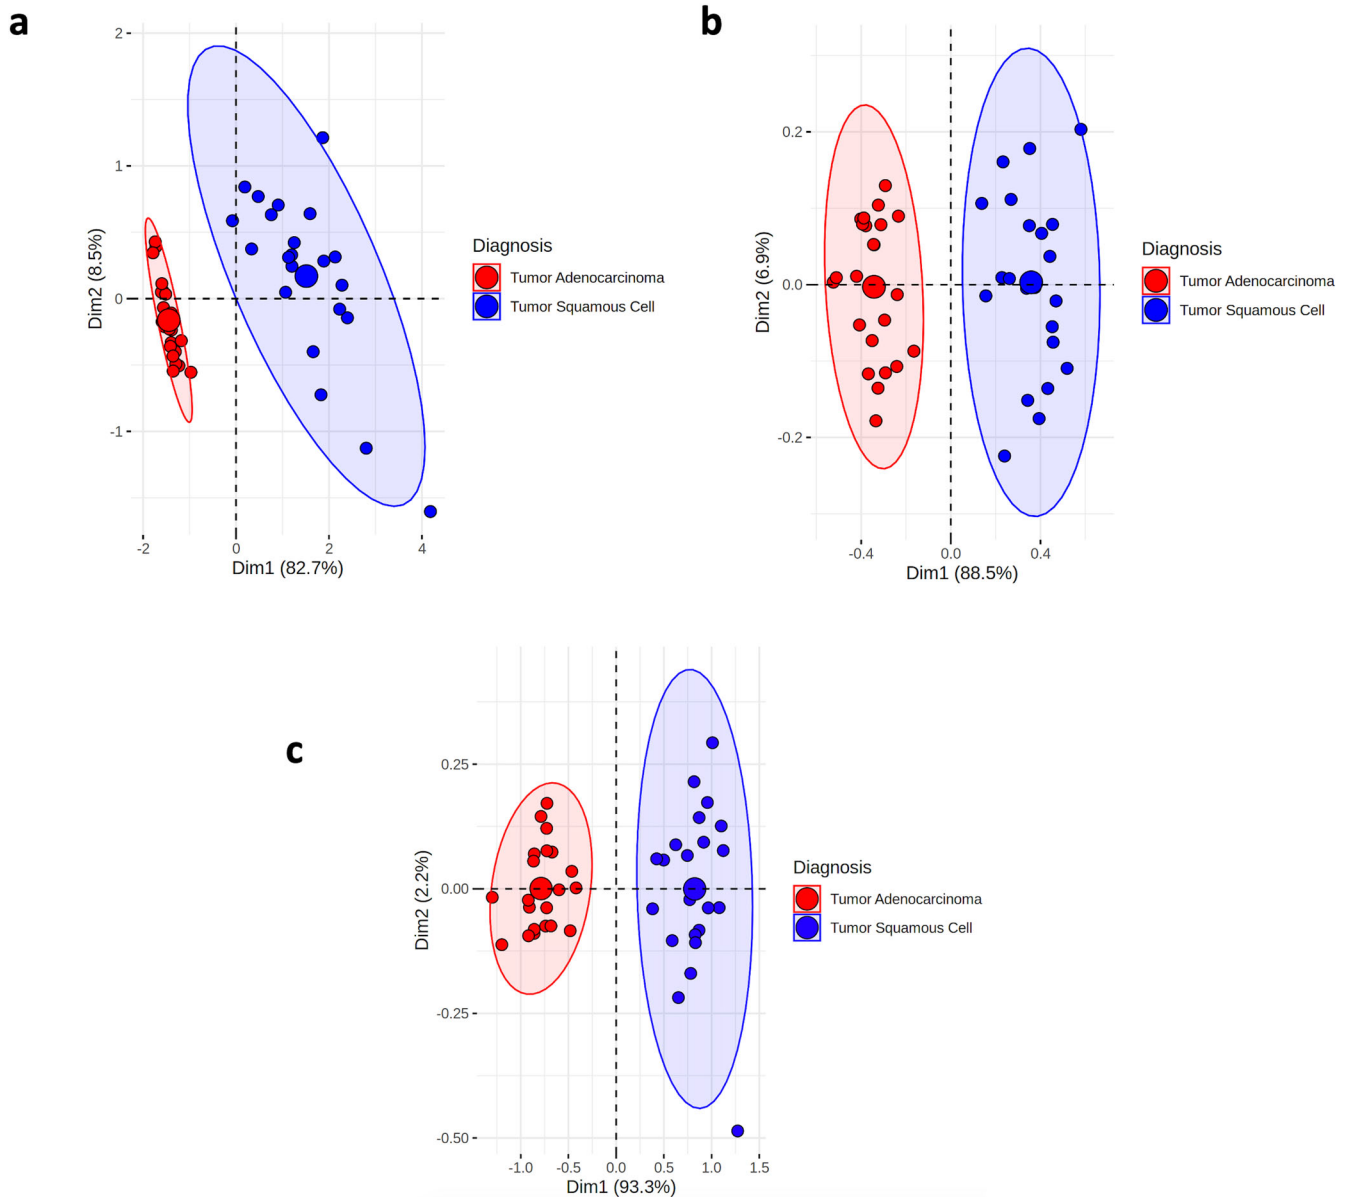 a
2
1
0
-1
Dim2 (8.5%)
-2
0
2
4
Dim1 (82.7%)
Diagnosis
Tumor Adenocarcinoma
Tumor Squamous Cell
b
0.2
0.0
-0.2
Dim2 (6.9%)
-0.4
0.0
0.4
Dim1 (88.5%)
Diagnosis
Tumor Adenocarcinoma
Tumor Squamous Cell
c
0.25
0.00
-0.25
-0.50
Dim2 (2.2%)
-1.0
-0.5
0.0
0.5
1.0
1.5
Dim1 (93.3%)
Diagnosis
Tumor Adenocarcinoma
Tumor Squamous Cell